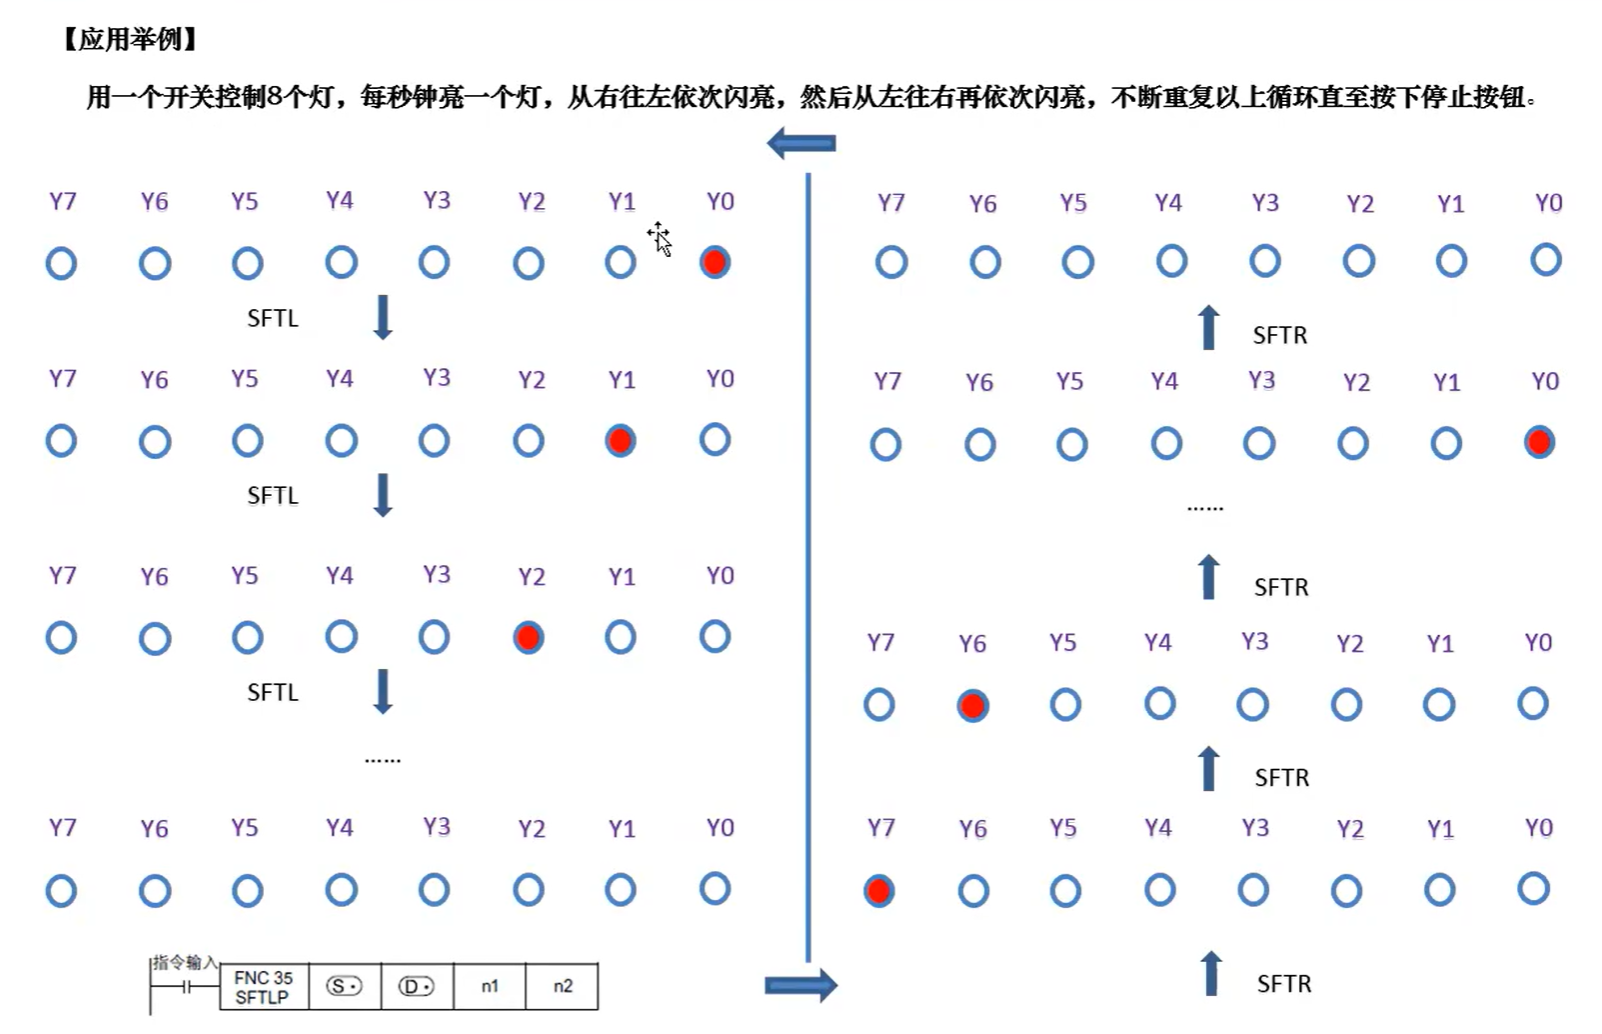 【应用举例】
用一个开关控制8个灯，每秒钟亮一个灯，从右往左依次闪亮，然后从左往右再依次闪亮，不断重复以上循环直至按下停止按钮。
Y7 Y6 Y5 Y4 Y3 Y2 Y1 Y0
SFTL
Y7 Y6 Y5 Y4 Y3 Y2 Y1 Y0
SFTL
Y7 Y6 Y5 Y4 Y3 Y2 Y1 Y0
SFTL
......
Y7 Y6 Y5 Y4 Y3 Y2 Y1 Y0
指令输入
FNC 35
SFTLP
S·
D·
n1
n2
Y7 Y6 Y5 Y4 Y3 Y2 Y1 Y0
SFTR
Y7 Y6 Y5 Y4 Y3 Y2 Y1 Y0
......
SFTR
Y7 Y6 Y5 Y4 Y3 Y2 Y1 Y0
SFTR
Y7 Y6 Y5 Y4 Y3 Y2 Y1 Y0
SFTR